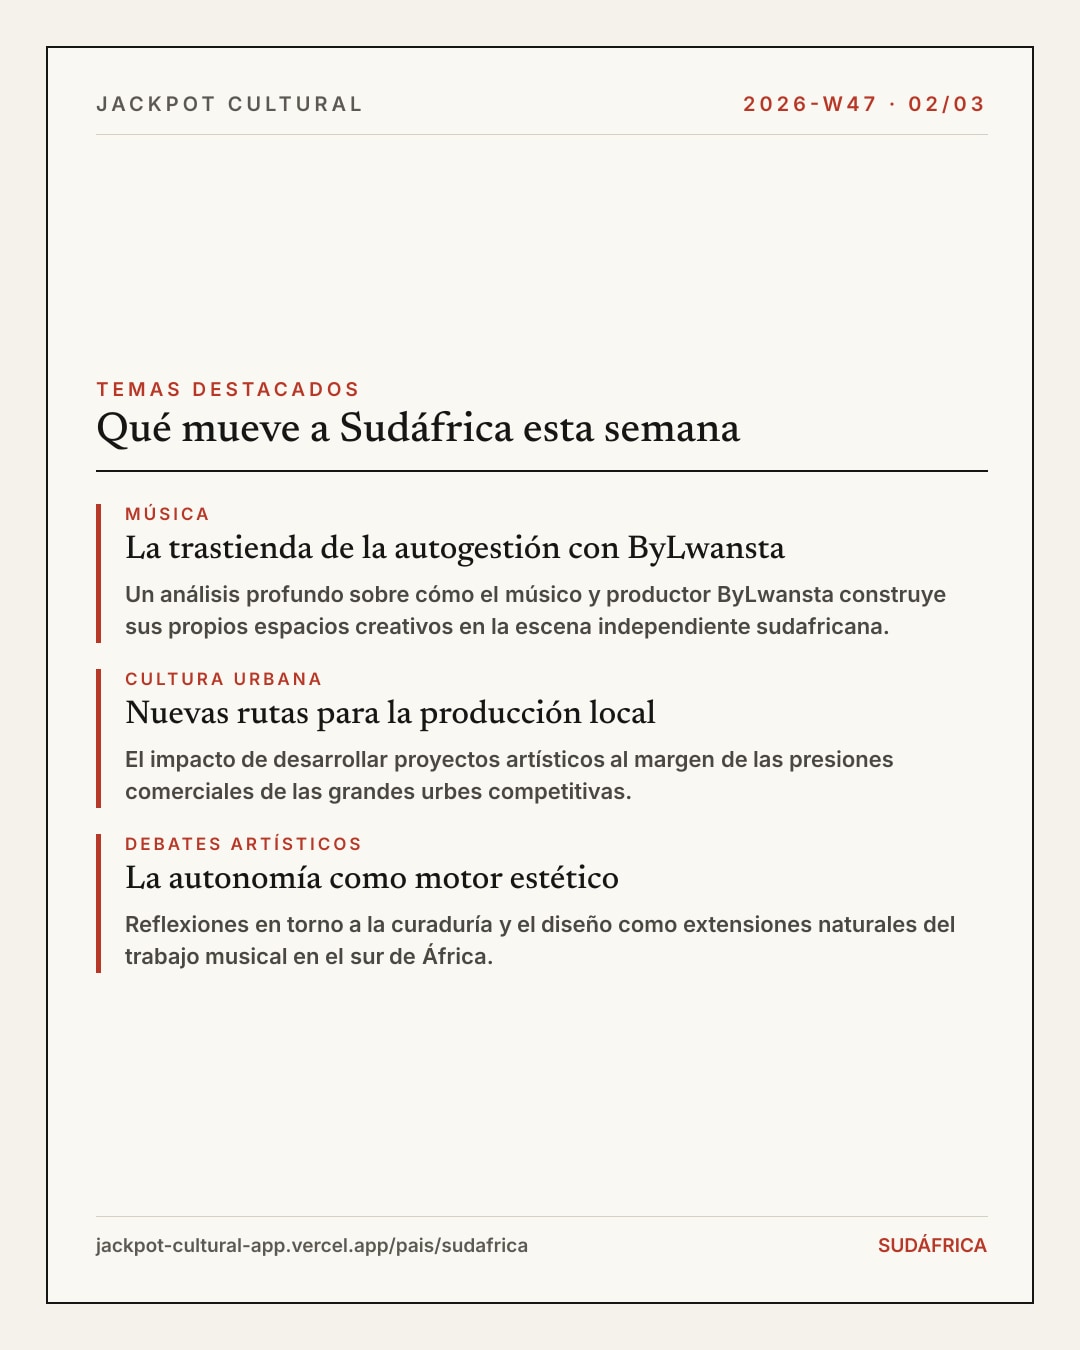 JACKPOT CULTURAL
2026-W47 · 02/03
TEMAS DESTACADOS
Qué mueve a Sudáfrica esta semana
MÚSICA
La trastienda de la autogestión con ByLwansta
Un análisis profundo sobre cómo el músico y productor ByLwansta construye
sus propios espacios creativos en la escena independiente sudafricana.
CULTURA URBANA
Nuevas rutas para la producción local
El impacto de desarrollar proyectos artísticos al margen de las presiones
comerciales de las grandes urbes competitivas.
DEBATES ARTÍSTICOS
La autonomía como motor estético
Reflexiones en torno a la curaduría y el diseño como extensiones naturales del
trabajo musical en el sur de África.
jackpot-cultural-app.vercel.app/pais/sudafrica
SUDÁFRICA